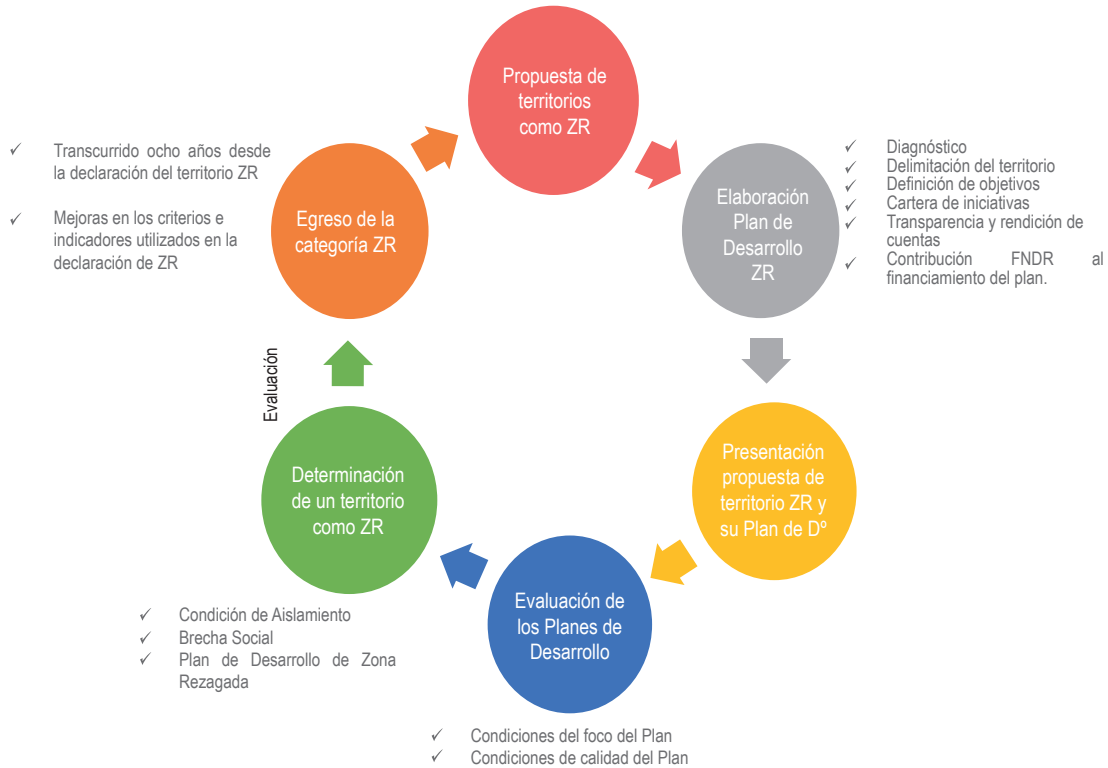 Propuesta de
territorios
como ZR
Elaboración
Plan de
Desarrollo
ZR
✓ Diagnóstico
✓ Delimitación del territorio
✓ Definición de objetivos
✓ Cartera de iniciativas
✓ Transparencia y rendición de
cuentas
✓ Contribución FNDR al
financiamiento del plan.
Presentación
propuesta de
territorio ZR y
su Plan de Dº
Evaluación de
los Planes de
Desarrollo
✓ Condiciones del foco del Plan
✓ Condiciones de calidad del Plan
Determinación
de un territorio
como ZR
✓ Condición de Aislamiento
✓ Brecha Social
✓ Plan de Desarrollo de Zona
Rezagada
Evaluación
Egreso de la
categoría ZR
✓ Transcurrido ocho años desde
la declaración del territorio ZR
✓ Mejoras en los criterios e
indicadores utilizados en la
declaración de ZR